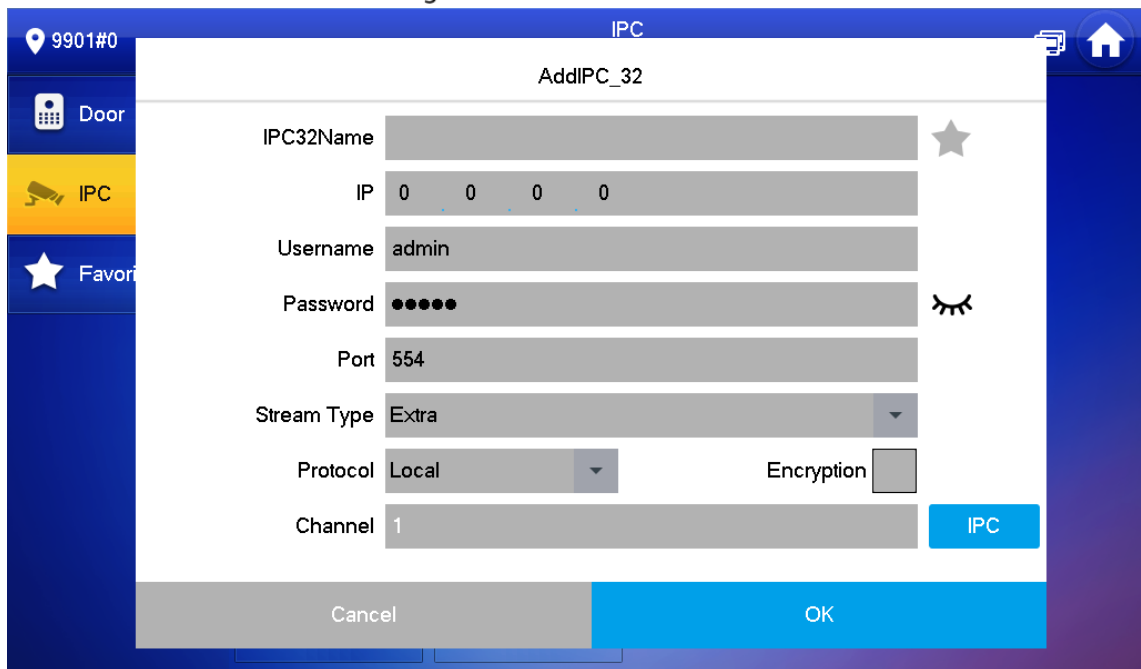 IPC
9901#0
AddIPC_32
Door
IPC32Name
IPC
IP 0 . 0 . 0 . 0
Username admin
Favori
Password ●●●●●
Port 554
Stream Type Extra
Protocol Local Encryption
Channel 1 IPC
Cancel OK